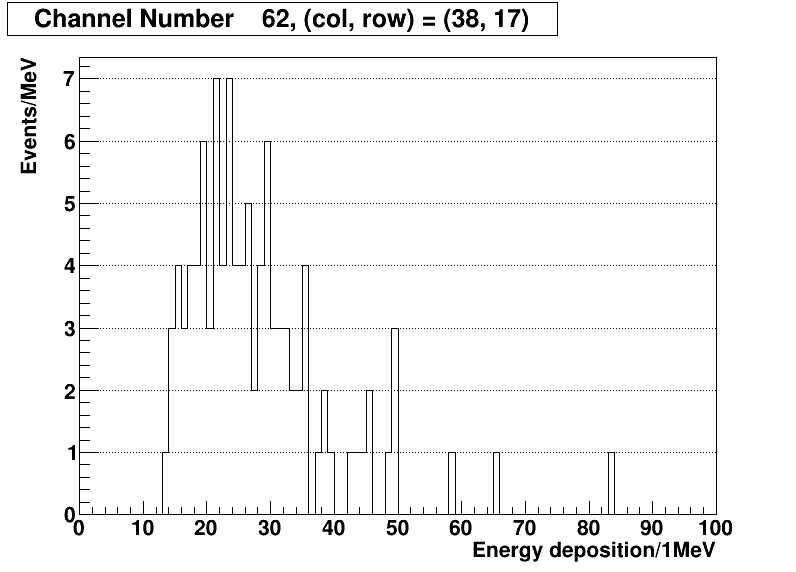 Channel Number 62, (col, row) = (38, 17)
Events/MeV
7
6
5
4
3
2
1
0
0 10 20 30 40 50 60 70 80 90 100
Energy deposition/1MeV